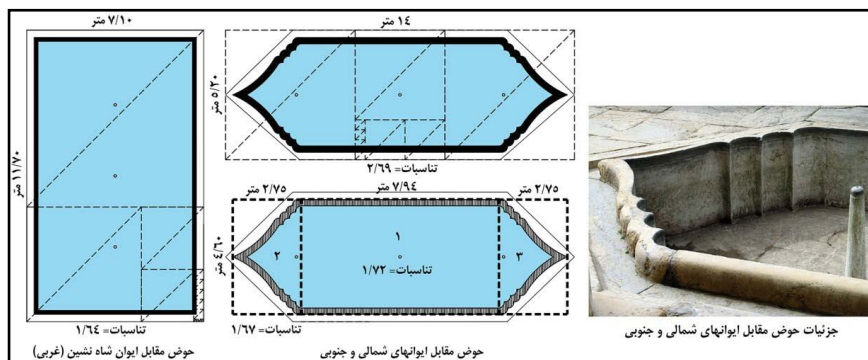 ۷/۱۰ متر
۱۱/۷۰ متر
تناسبات= ۱/۶۴
حوض مقابل ایوان شاه نشین (غربی)
۱۴ متر
۵/۲۰ متر
تناسبات= ۲/۶۹
۲/۷۵ متر
۷/۹۴ متر
۲/۷۵ متر
۴/۶۰ متر
۱
۲
۳
تناسبات= ۱/۷۲
تناسبات= ۱/۶۷
حوض مقابل ایوانهای شمالی و جنوبی
جزئیات حوض مقابل ایوانهای شمالی و جنوبی